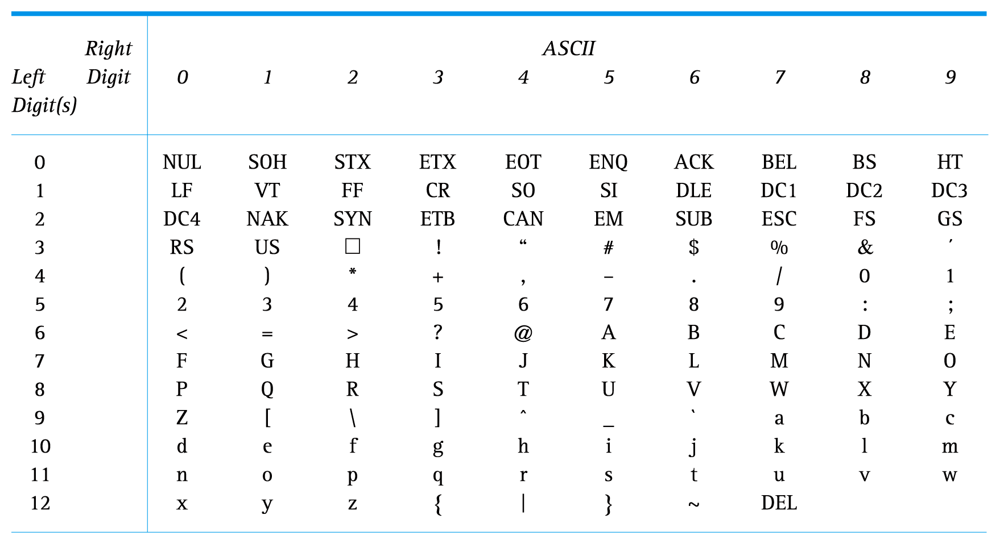 Right ASCII
Left Digit 0 1 2 3 4 5 6 7 8 9
Digit(s)
0 NUL SOH STX ETX EOT ENQ ACK BEL BS HT
1 LF VT FF CR SO SI DLE DC1 DC2 DC3
2 DC4 NAK SYN ETB CAN EM SUB ESC FS GS
3 RS US □ ! “ # $ % & ´
4 ( ) * + , – . / 0 1
5 2 3 4 5 6 7 8 9 : ;
6 < = > ? @ A B C D E
7 F G H I J K L M N O
8 P Q R S T U V W X Y
9 Z [ \ ] ˆ _ ` a b c
10 d e f g h i j k l m
11 n o p q r s t u v w
12 x y z { | } ~ DEL